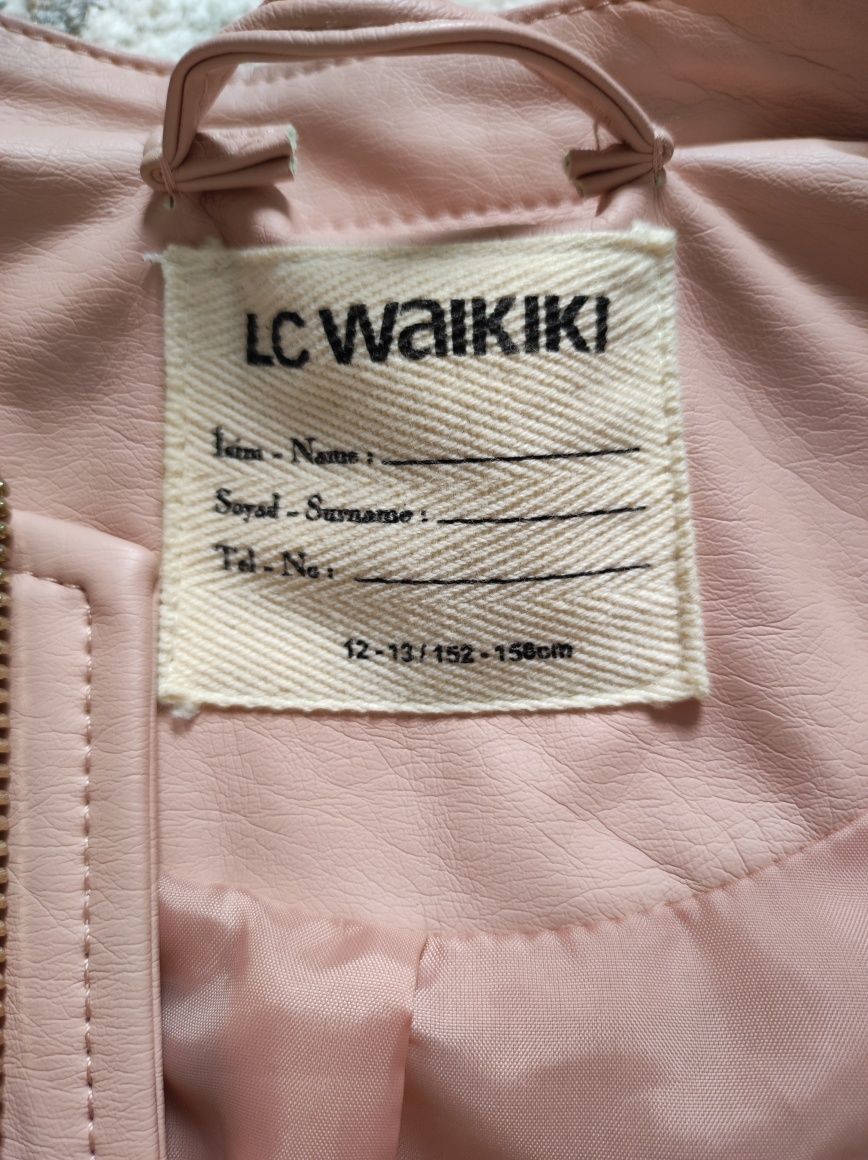 LC WAIKIKI
İsim - Name :
Soyad - Surname :
Tel - No :
12 - 13 / 152 - 158cm